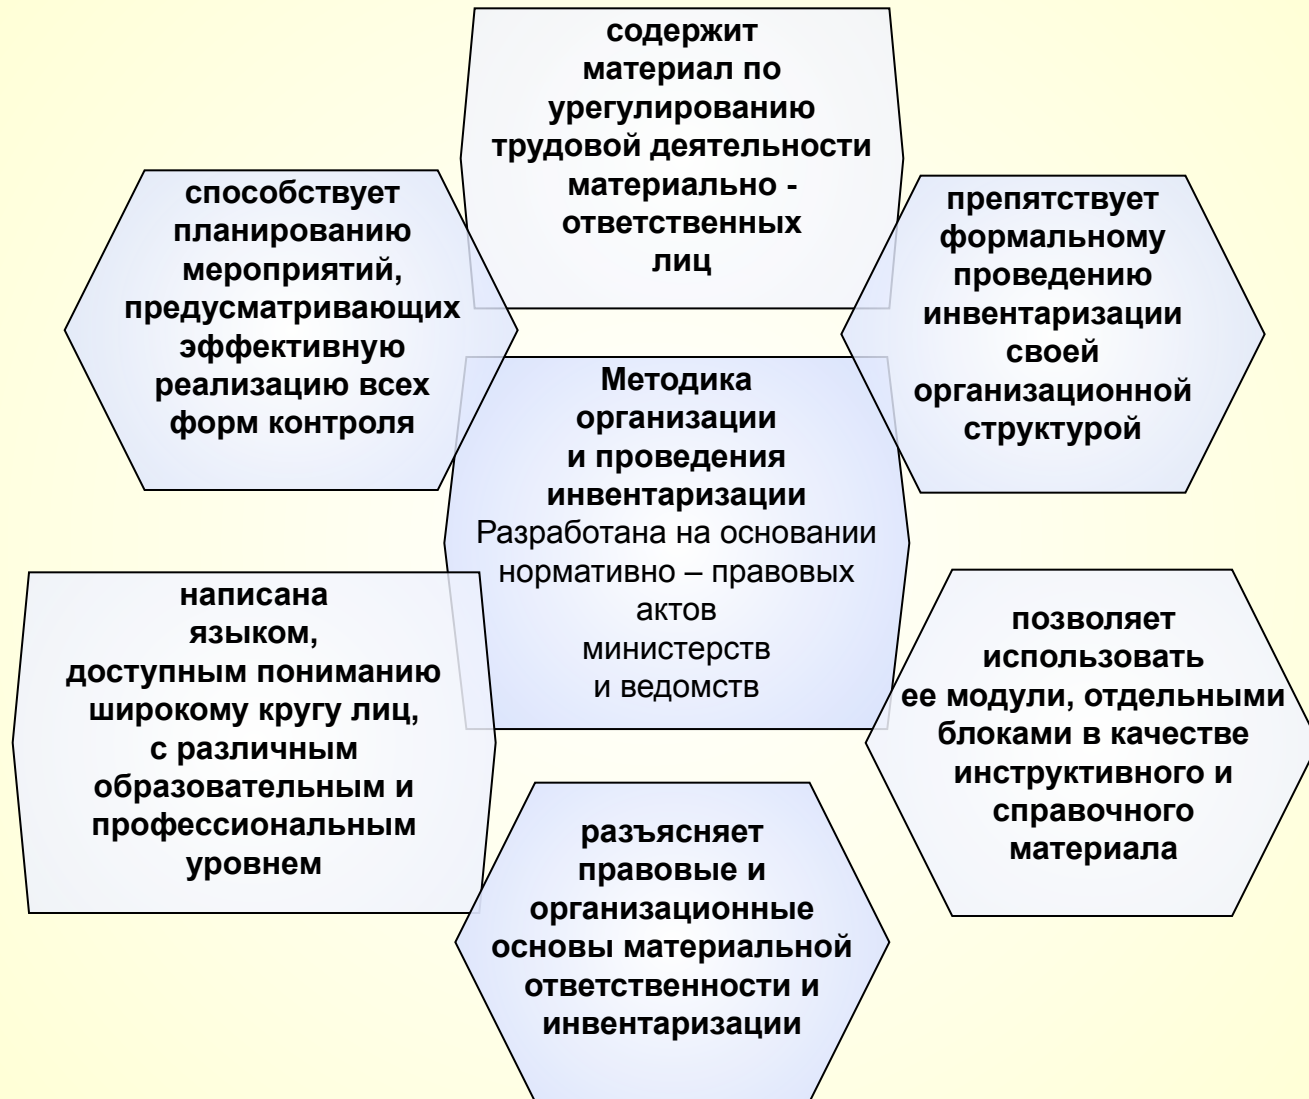 содержит
материал по
урегулированию
трудовой деятельности
материально -
ответственных
лиц
способствует
планированию
мероприятий,
предусматривающих
эффективную
реализацию всех
форм контроля
препятствует
формальному
проведению
инвентаризации
своей
организационной
структурой
Методика
организации
и проведения
инвентаризации
Разработана на основании
нормативно – правовых
актов
министерств
и ведомств
написана
языком,
доступным пониманию
широкому кругу лиц,
с различным
образовательным и
профессиональным
уровнем
позволяет
использовать
ее модули, отдельными
блоками в качестве
инструктивного и
справочного
материала
разъясняет
правовые и
организационные
основы материальной
ответственности и
инвентаризации